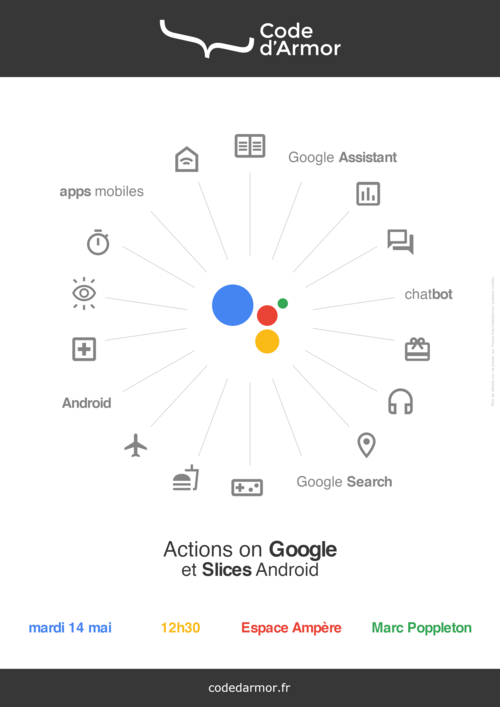 Code
d'Armor
Google Assistant
apps mobiles
chatbot
Android
Google Search
Actions on Google
et Slices Android
mardi 14 mai
12h30
Espace Ampère
Marc Poppleton
codedarmor.fr